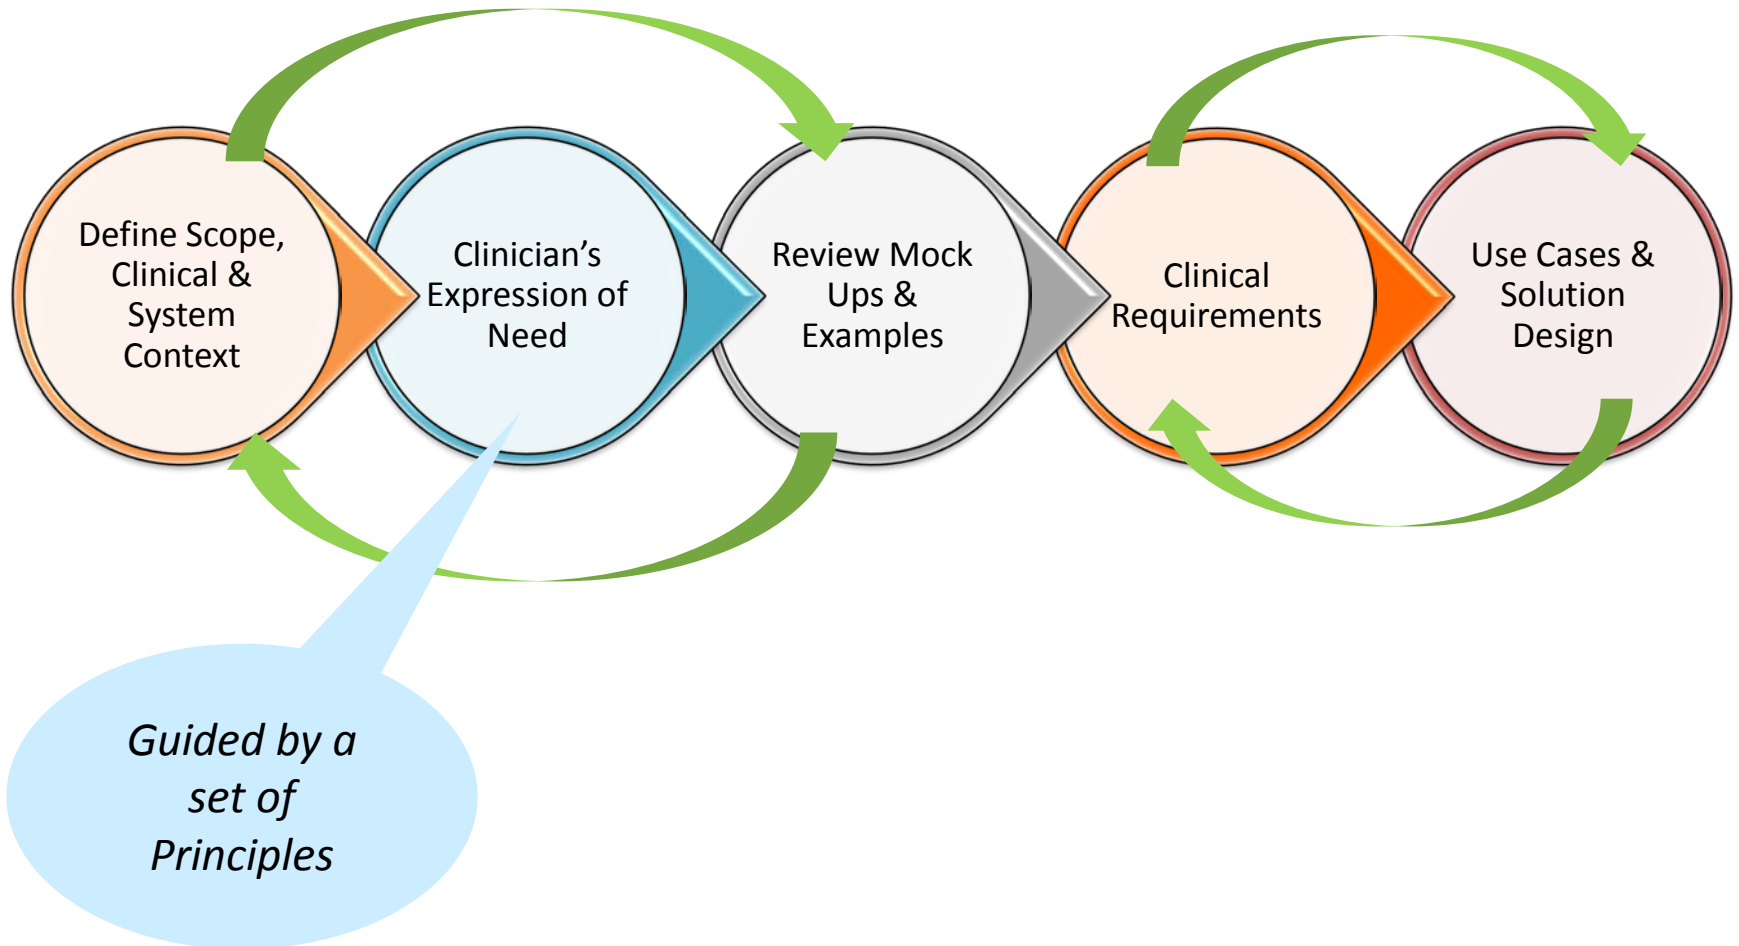 Define Scope,
Clinical &
System
Context
Clinician’s
Expression of
Need
Review Mock
Ups &
Examples
Clinical
Requirements
Use Cases &
Solution
Design
Guided by a
set of
Principles